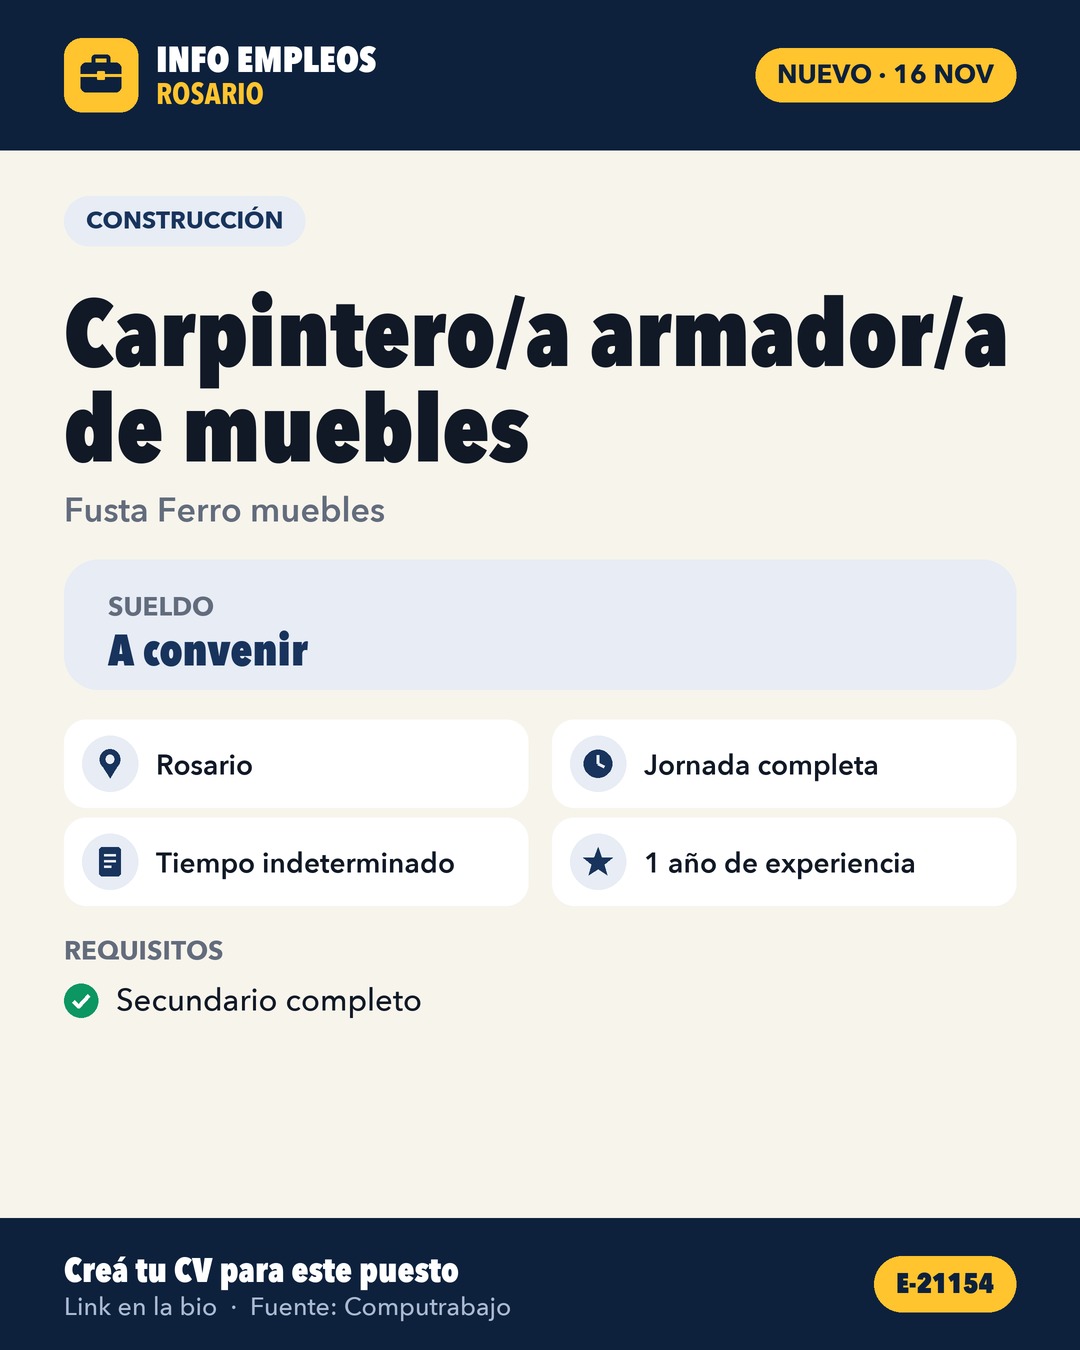 INFO EMPLEOS
ROSARIO
NUEVO · 16 NOV
CONSTRUCCIÓN
Carpintero/a armador/a
de muebles
Fusta Ferro muebles
SUELDO
A convenir
Rosario
Jornada completa
Tiempo indeterminado
1 año de experiencia
REQUISITOS
Secundario completo
Creá tu CV para este puesto
Link en la bio · Fuente: Computrabajo
E-21154